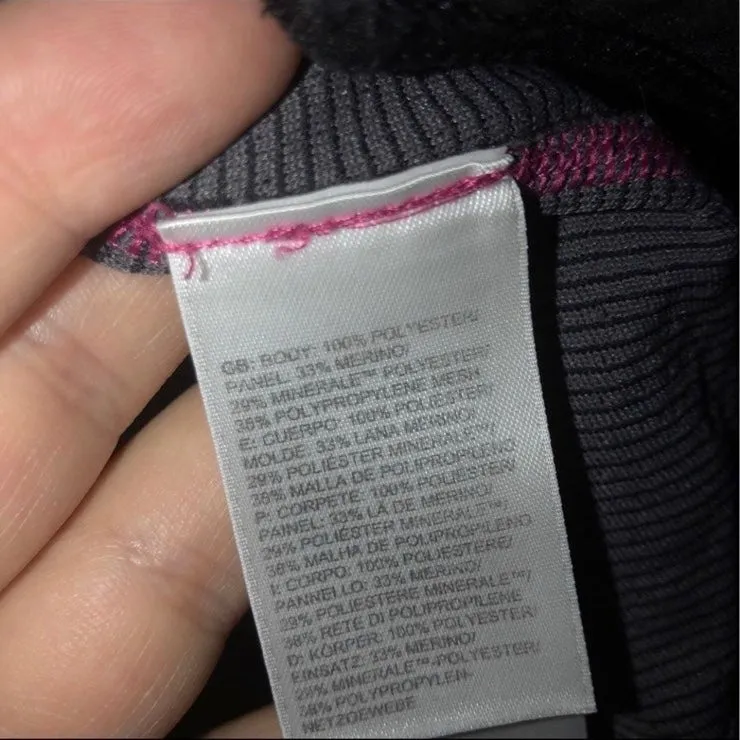 GB: BODY: 100% POLYESTER/
PANEL: 33% MERINO/
29% MINERALE™ POLYESTER/
38% POLYPROPYLENE MESH
E: CUERPO: 100% POLIESTER/
MOLDE: 33% LANA MERINO/
29% POLIÉSTER MINERALE™/
38% MALLA DE POLIPROPILENO
P: CORPETE: 100% POLIÉSTER/
PAINEL: 33% LÃ DE MERINO/
29% POLIÉSTER MINERALE™/
38% MALHA DE POLIPROPILENO
I: CORPO: 100% POLIESTERE/
PANNELLO: 33% MERINO/
29% POLIESTERE MINERALE™/
38% RETE DI POLIPROPILENE
D: KÖRPER: 100% POLYESTER/
EINSATZ: 33% MERINO/
29% MINERALE™-POLYESTER/
38% POLYPROPYLEN-
NETZGEWEBE